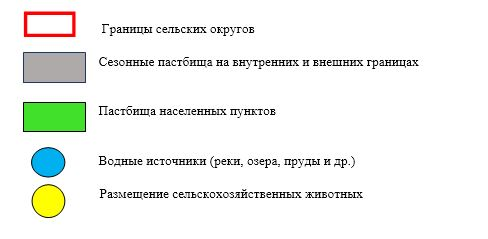 Границы сельских округов
Сезонные пастбища на внутренних и внешних границах
Пастбища населенных пунктов
Водные источники (реки, озера, пруды и др.)
Размещение сельскохозяйственных животных